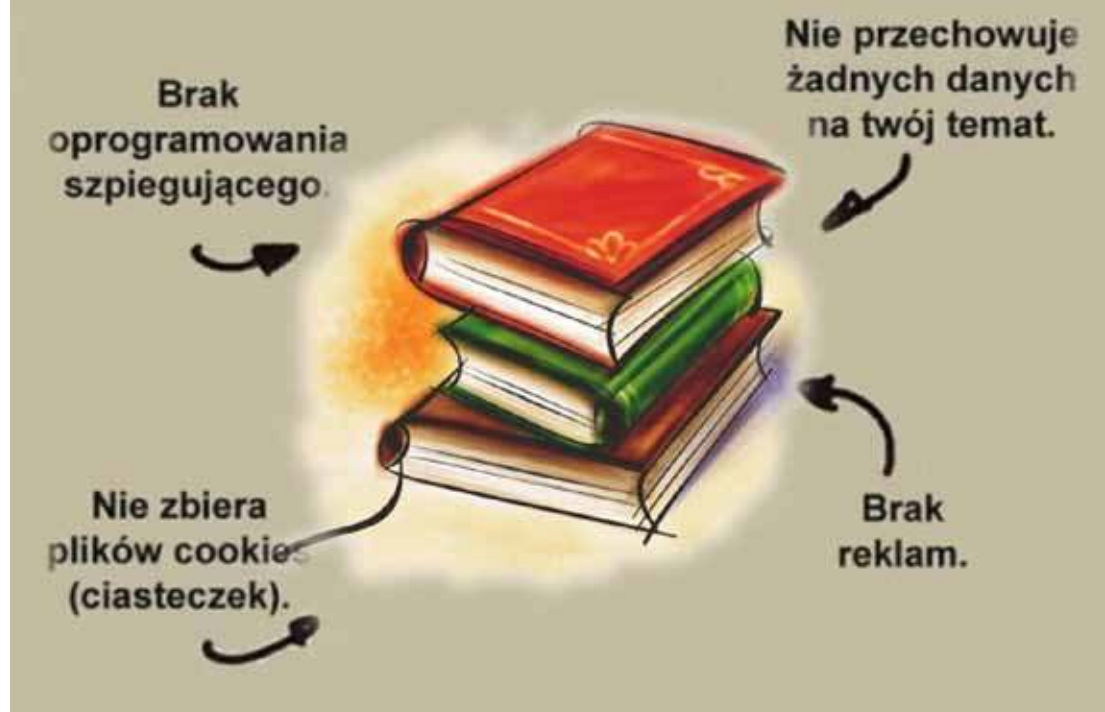 Brak
oprogramowania
szpiegującego.
Nie przechowuje
żadnych danych
na twój temat.
Nie zbiera
plików cookies
(ciasteczek).
Brak
reklam.